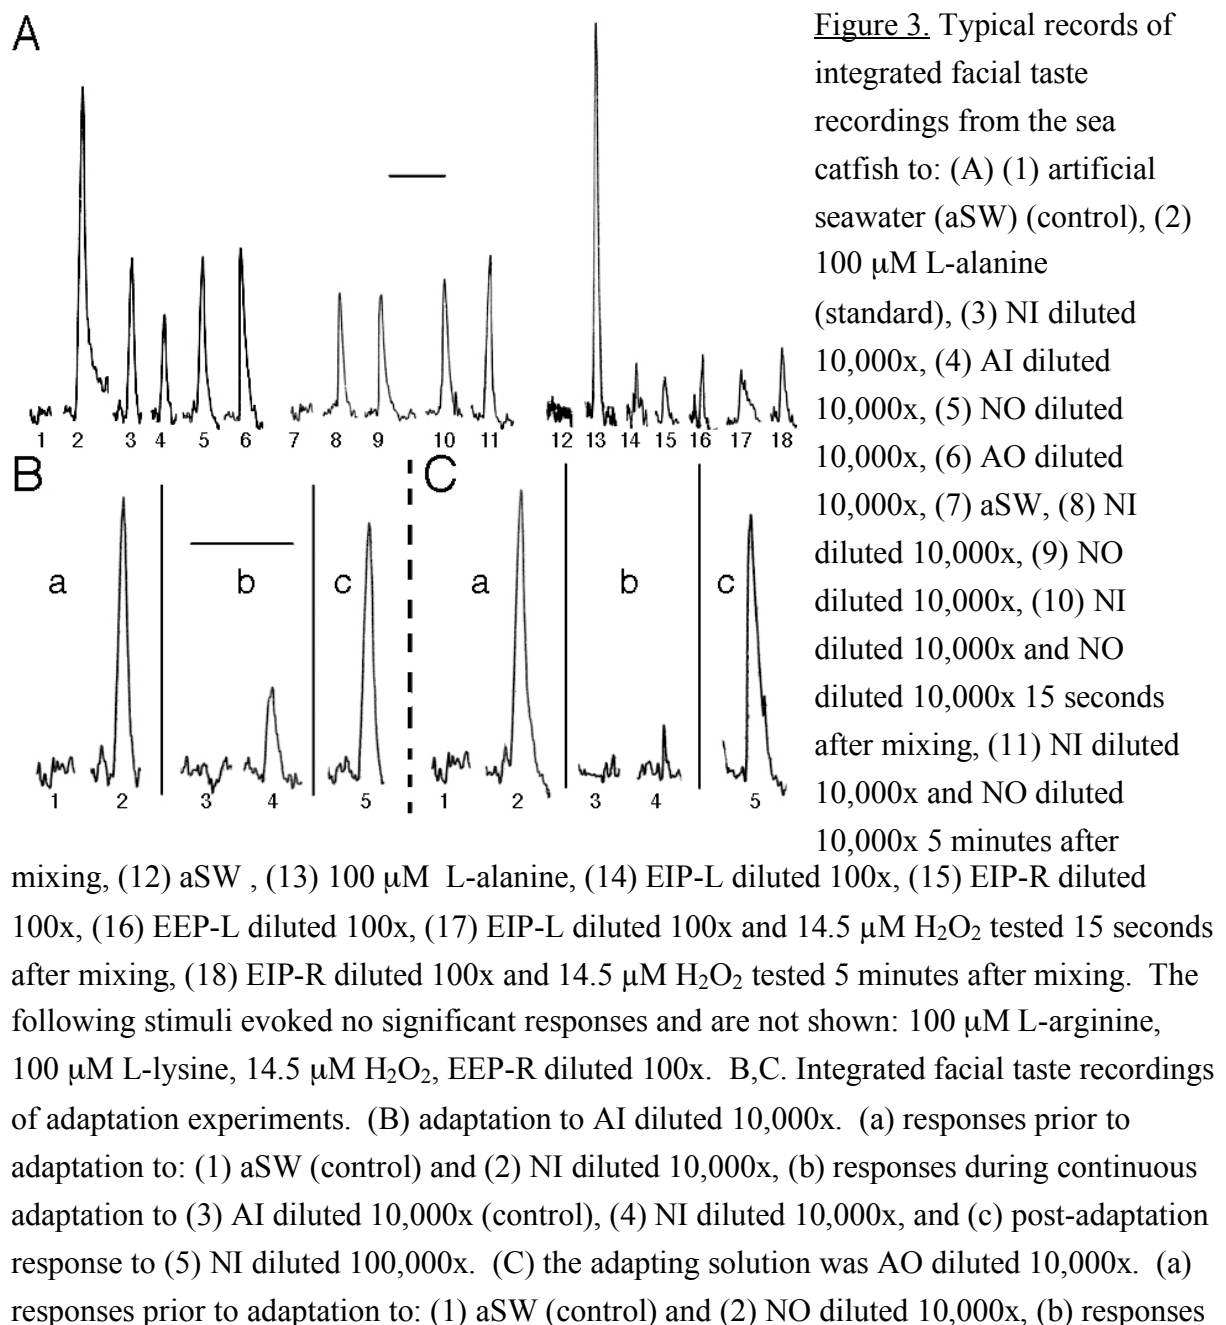 A
1 2 3 4 5 6 7 8 9 10 11 12 13 14 15 16 17 18
B
C
a b c a b c
1 2 3 4 5 1 2 3 4 5
Figure 3. Typical records of
integrated facial taste
recordings from the sea
catfish to: (A) (1) artificial
seawater (aSW) (control), (2)
100 μM L-alanine
(standard), (3) NI diluted
10,000x, (4) AI diluted
10,000x, (5) NO diluted
10,000x, (6) AO diluted
10,000x, (7) aSW, (8) NI
diluted 10,000x, (9) NO
diluted 10,000x, (10) NI
diluted 10,000x and NO
diluted 10,000x 15 seconds
after mixing, (11) NI diluted
10,000x and NO diluted
10,000x 5 minutes after
mixing, (12) aSW , (13) 100 μM L-alanine, (14) EIP-L diluted 100x, (15) EIP-R diluted
100x, (16) EEP-L diluted 100x, (17) EIP-L diluted 100x and 14.5 μM H₂O₂ tested 15 seconds
after mixing, (18) EIP-R diluted 100x and 14.5 μM H₂O₂ tested 5 minutes after mixing. The
following stimuli evoked no significant responses and are not shown: 100 μM L-arginine,
100 μM L-lysine, 14.5 μM H₂O₂, EEP-R diluted 100x. B,C. Integrated facial taste recordings
of adaptation experiments. (B) adaptation to AI diluted 10,000x. (a) responses prior to
adaptation to: (1) aSW (control) and (2) NI diluted 10,000x, (b) responses during continuous
adaptation to (3) AI diluted 10,000x (control), (4) NI diluted 10,000x, and (c) post-adaptation
response to (5) NI diluted 100,000x. (C) the adapting solution was AO diluted 10,000x. (a)
responses prior to adaptation to: (1) aSW (control) and (2) NO diluted 10,000x, (b) responses